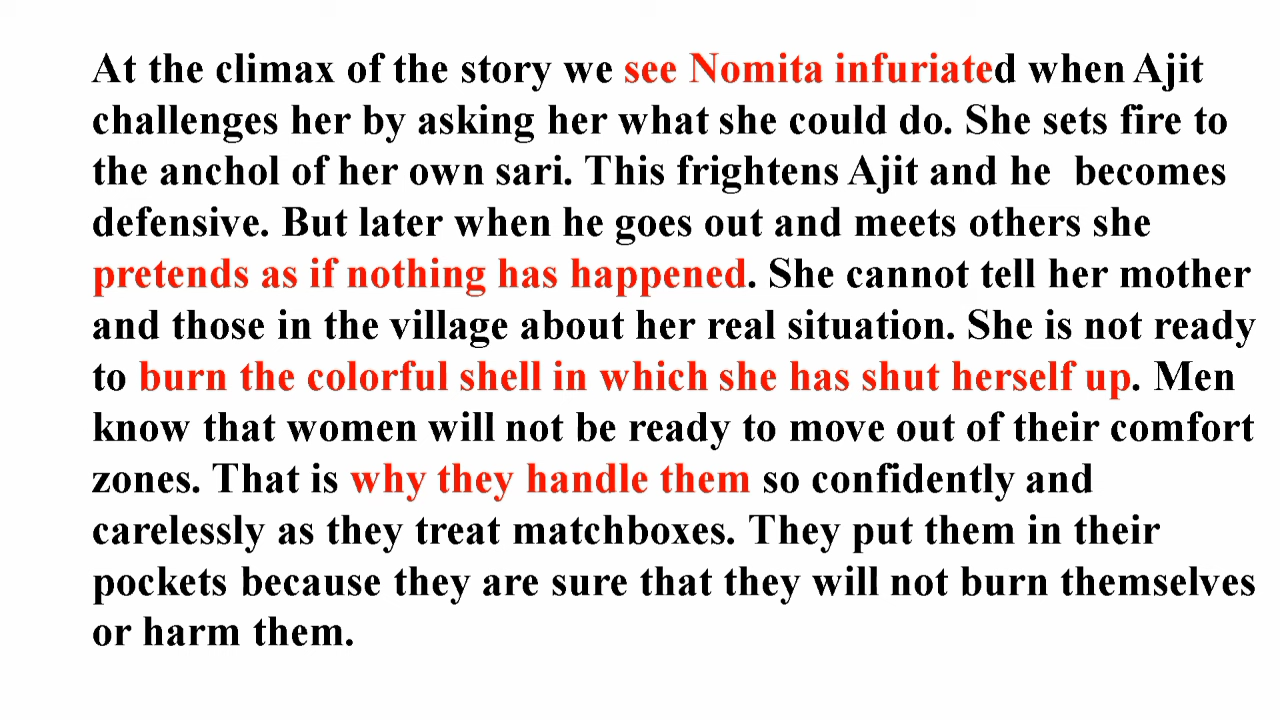 At the climax of the story we see Nomita infuriated when Ajit
challenges her by asking her what she could do. She sets fire to
the anchol of her own sari. This frightens Ajit and he  becomes
defensive. But later when he goes out and meets others she
pretends as if nothing has happened. She cannot tell her mother
and those in the village about her real situation. She is not ready
to burn the colorful shell in which she has shut herself up. Men
know that women will not be ready to move out of their comfort
zones. That is why they handle them so confidently and
carelessly as they treat matchboxes. They put them in their
pockets because they are sure that they will not burn themselves
or harm them.